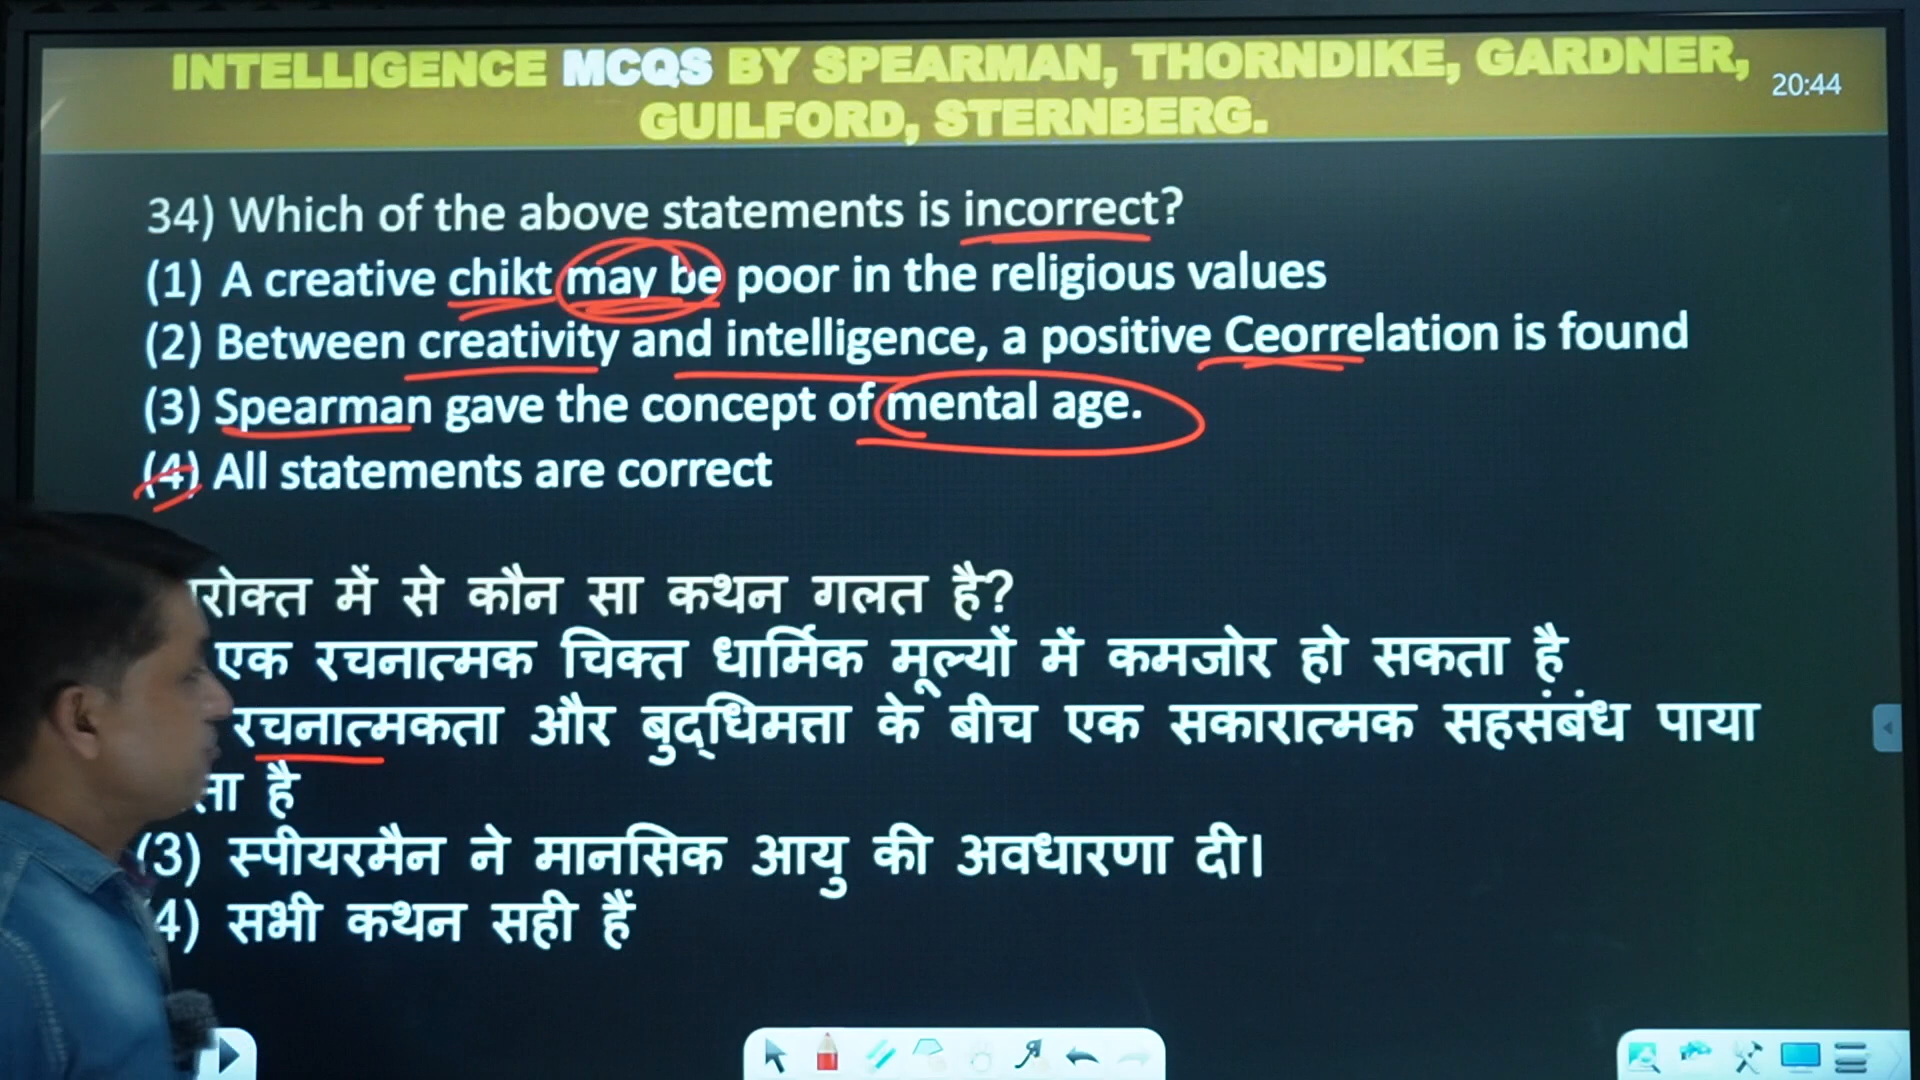 INTELLIGENCE MCQS BY SPEARMAN, THORNDIKE, GARDNER,
GUILFORD, STERNBERG.
20:44
34) Which of the above statements is incorrect?
(1) A creative chikt may be poor in the religious values
(2) Between creativity and intelligence, a positive Ceorrelation is found
(3) Spearman gave the concept of mental age.
(4) All statements are correct
में से कौन सा कथन गलत है?
एक रचनात्मक चिक्त धार्मिक मूल्यों में कमजोर हो सकता है
रचनात्मकता और बुद्धिमत्ता के बीच एक सकारात्मक सहसंबंध पाया
है
(3) स्पीयरमैन ने मानसिक आयु की अवधारणा दी।
4) सभी कथन सही हैं